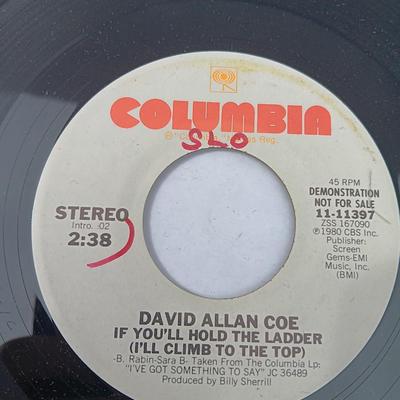 COLUMBIA
SLO
Reg.
45 RPM
DEMONSTRATION
NOT FOR SALE
11-11397
ZSS 167090
℗ 1980 CBS Inc.
Publisher:
Screen
Gems-EMI
Music, Inc.
(BMI)
STEREO
Intro. :02
2:38
DAVID ALLAN COE
IF YOU'LL HOLD THE LADDER
(I'LL CLIMB TO THE TOP)
-B. Rabin-Sara B- Taken From the Columbia Lp:
"I'VE GOT SOMETHING TO SAY" JC 36489
Produced by Billy Sherrill